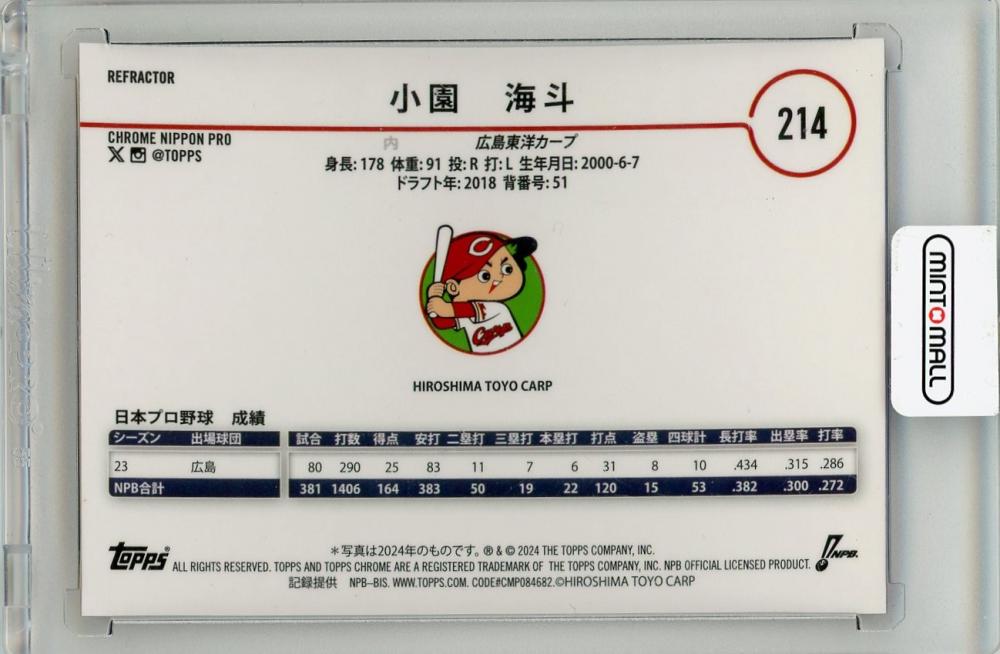 REFRACTOR
小園 海斗
214
CHROME NIPPON PRO
@TOPPS
内 広島東洋カープ
身長: 178 体重: 91 投: R 打: L 生年月日: 2000-6-7
ドラフト年: 2018 背番号: 51
C
Carp
HIROSHIMA TOYO CARP
MINT MALL
日本プロ野球 成績
シーズン 出場球団 試合 打数 得点 安打 二塁打 三塁打 本塁打 打点 盗塁 四球計 長打率 出塁率 打率
23 広島 80 290 25 83 11 7 6 31 8 10 .434 .315 .286
NPB合計 381 1406 164 383 50 19 22 120 15 53 .382 .300 .272
topps®
NPB.
＊写真は2024年のものです。 ® & © 2024 THE TOPPS COMPANY, INC.
ALL RIGHTS RESERVED. TOPPS AND TOPPS CHROME ARE A REGISTERED TRADEMARK OF THE TOPPS COMPANY, INC. NPB OFFICIAL LICENSED PRODUCT.
記録提供 NPB-BIS. WWW.TOPPS.COM. CODE#CMP084682.©HIROSHIMA TOYO CARP